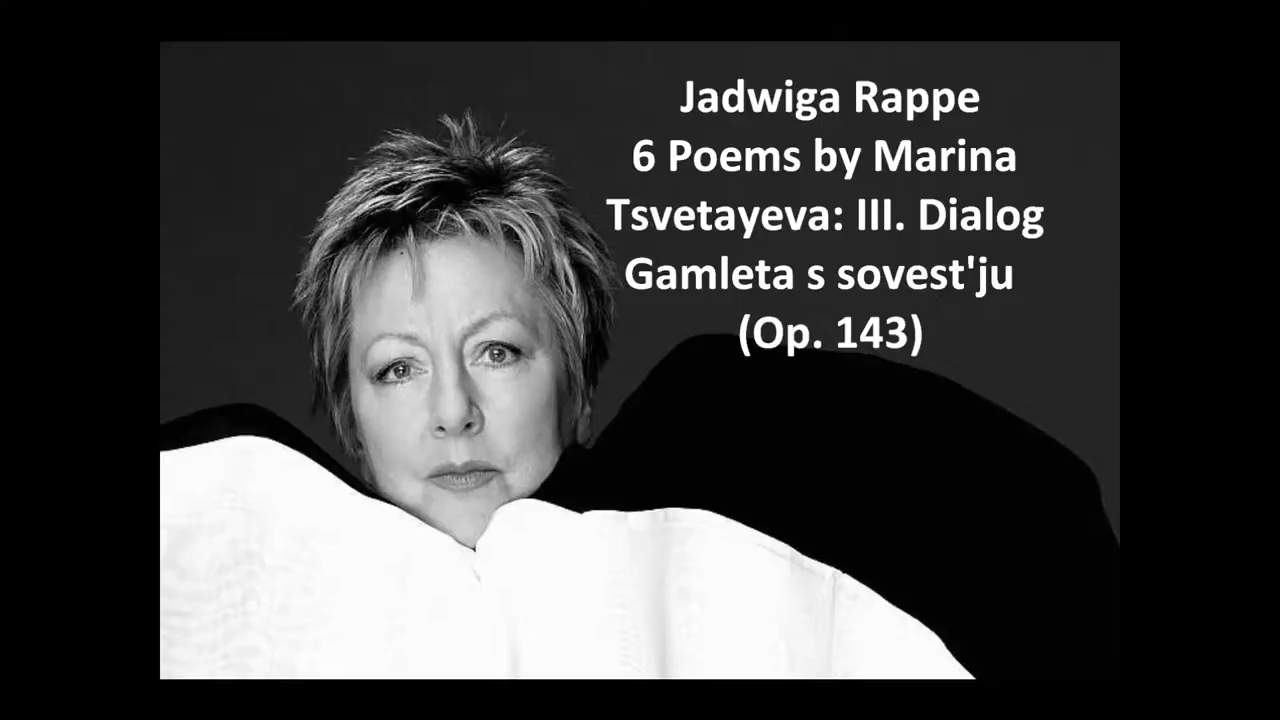 Jadwiga Rappe
6 Poems by Marina
Tsvetayeva: III. Dialog
Gamleta s sovest'ju
(Op. 143)